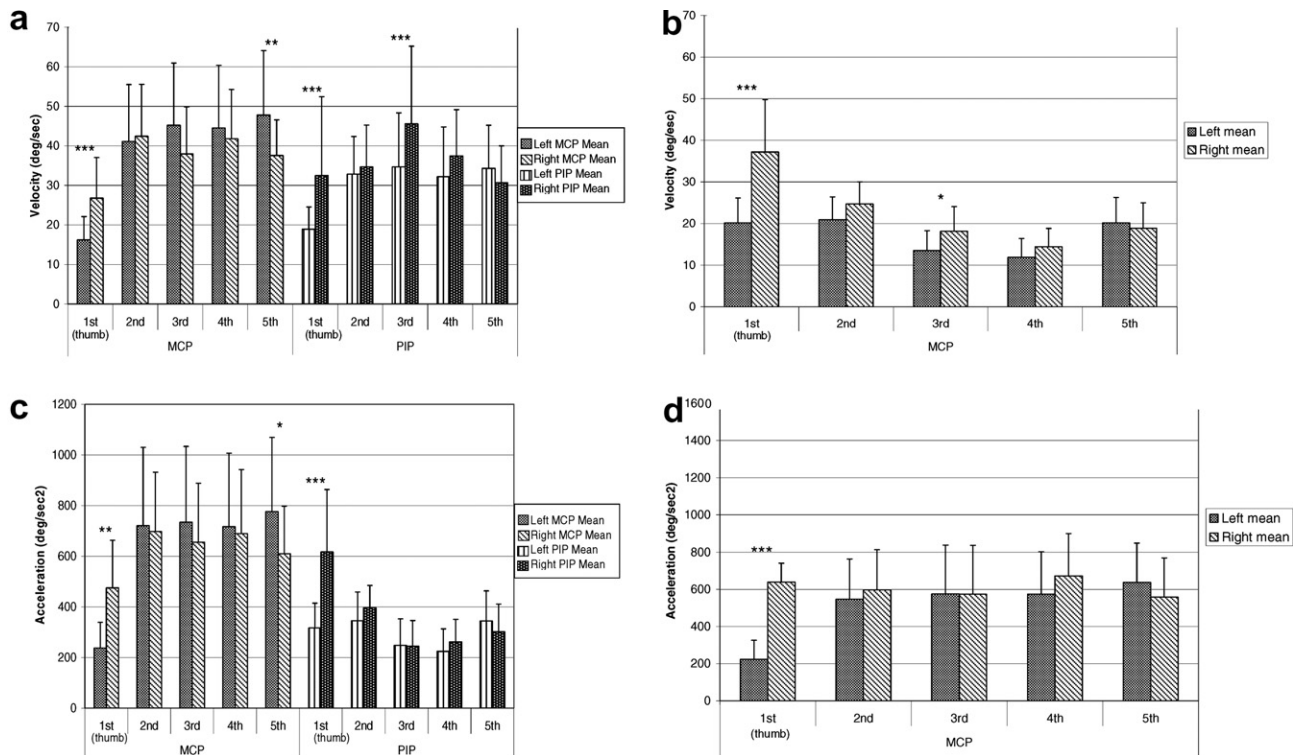 a
70
60
50
40
30
20
10
0
Velocity (deg/sec)
***
**
***
***
1st
(thumb)
2nd
3rd
4th
5th
1st
(thumb)
2nd
3rd
4th
5th
MCP
PIP
Left MCP Mean
Right MCP Mean
Left PIP Mean
Right PIP Mean
b
70
60
50
40
30
20
10
0
Velocity (deg/esc)
***
*
1st
(thumb)
2nd
3rd
4th
5th
MCP
Left mean
Right mean
c
1200
1000
800
600
400
200
0
Acceleration (deg/sec2)
**
*
***
1st
(thumb)
2nd
3rd
4th
5th
1st
(thumb)
2nd
3rd
4th
5th
MCP
PIP
Left MCP Mean
Right MCP Mean
Left PIP Mean
Right PIP Mean
d
1600
1400
1200
1000
800
600
400
200
0
Acceleration (deg/sec2)
***
1st
(thumb)
2nd
3rd
4th
5th
MCP
Left mean
Right mean